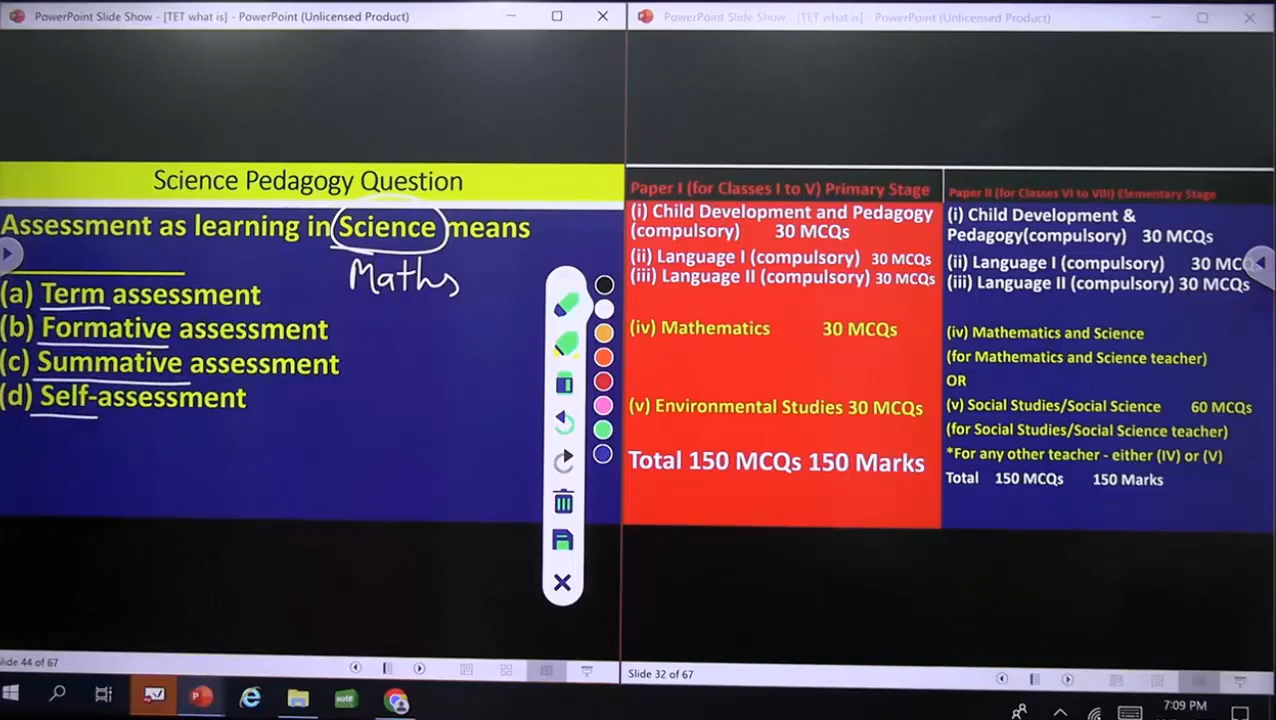 PowerPoint Slide Show - [TET what is] - PowerPoint (Unlicensed Product)
Science Pedagogy Question
Assessment as learning in Science means
Maths
(a) Term assessment
(b) Formative assessment
(c) Summative assessment
(d) Self-assessment
Slide 44 of 67
PowerPoint Slide Show - [TET what is] - PowerPoint (Unlicensed Product)
Paper I (for Classes I to V) Primary Stage
(i) Child Development and Pedagogy
(compulsory) 30 MCQs
(ii) Language I (compulsory) 30 MCQs
(iii) Language II (compulsory) 30 MCQs
(iv) Mathematics 30 MCQs
(v) Environmental Studies 30 MCQs
Total 150 MCQs 150 Marks
Paper II (for Classes VI to VIII) Elementary Stage
(i) Child Development &
Pedagogy(compulsory) 30 MCQs
(ii) Language I (compulsory) 30 MCQ
(iii) Language II (compulsory) 30 MCQs
(iv) Mathematics and Science
(for Mathematics and Science teacher)
OR
(v) Social Studies/Social Science 60 MCQs
(for Social Studies/Social Science teacher)
*For any other teacher - either (IV) or (V)
Total 150 MCQs 150 Marks
Slide 32 of 67
7:09 PM